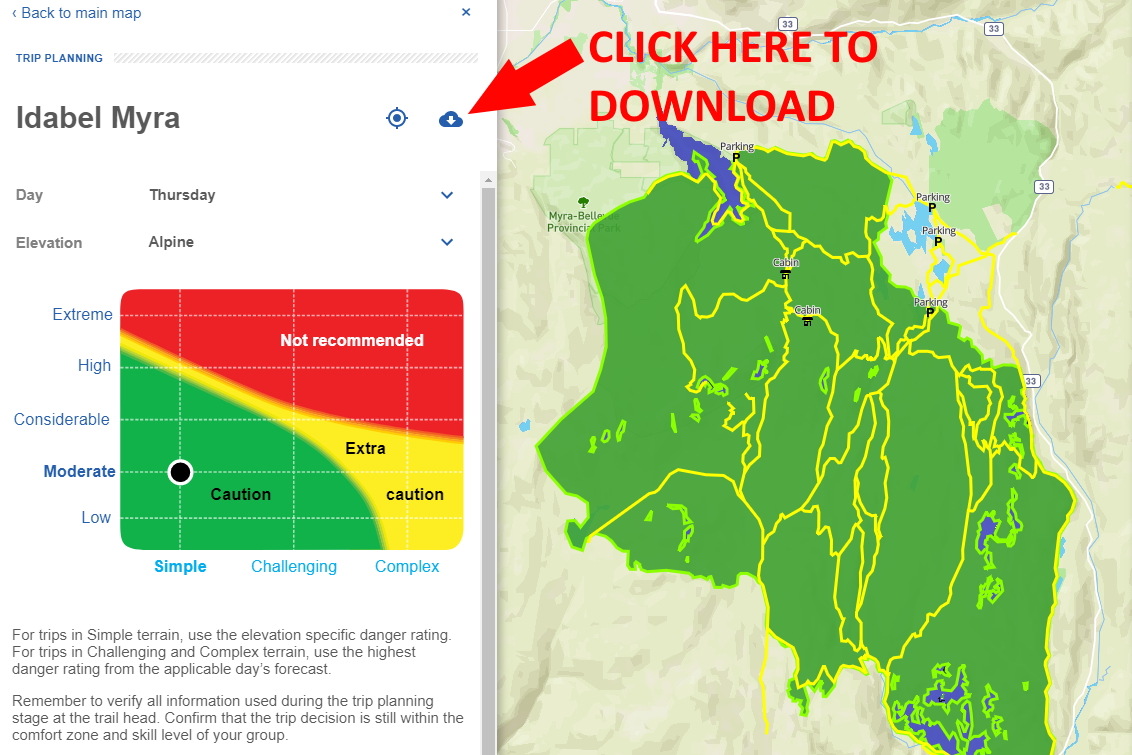 ‹ Back to main map
×
TRIP PLANNING
CLICK HERE TO
DOWNLOAD
Idabel Myra
Day Thursday
Elevation Alpine
Extreme
High
Considerable
Moderate
Low
Not recommended
Extra
caution
Caution
Simple Challenging Complex
For trips in Simple terrain, use the elevation specific danger rating.
For trips in Challenging and Complex terrain, use the highest
danger rating from the applicable day’s forecast.
Remember to verify all information used during the trip planning
stage at the trail head. Confirm that the trip decision is still within the
comfort zone and skill level of your group.
33
33
Parking
P
33
Parking
P
Myra-Bellevue
Provincial Park
Parking
P
Cabin
Parking
P
Cabin
33